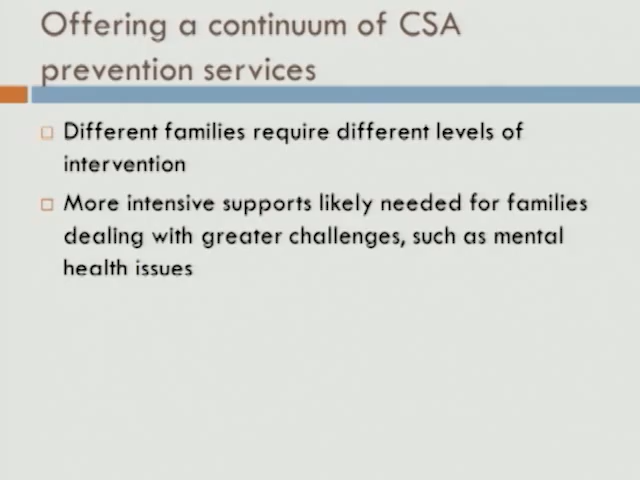 Offering a continuum of CSA
prevention services
Different families require different levels of
intervention
More intensive supports likely needed for families
dealing with greater challenges, such as mental
health issues